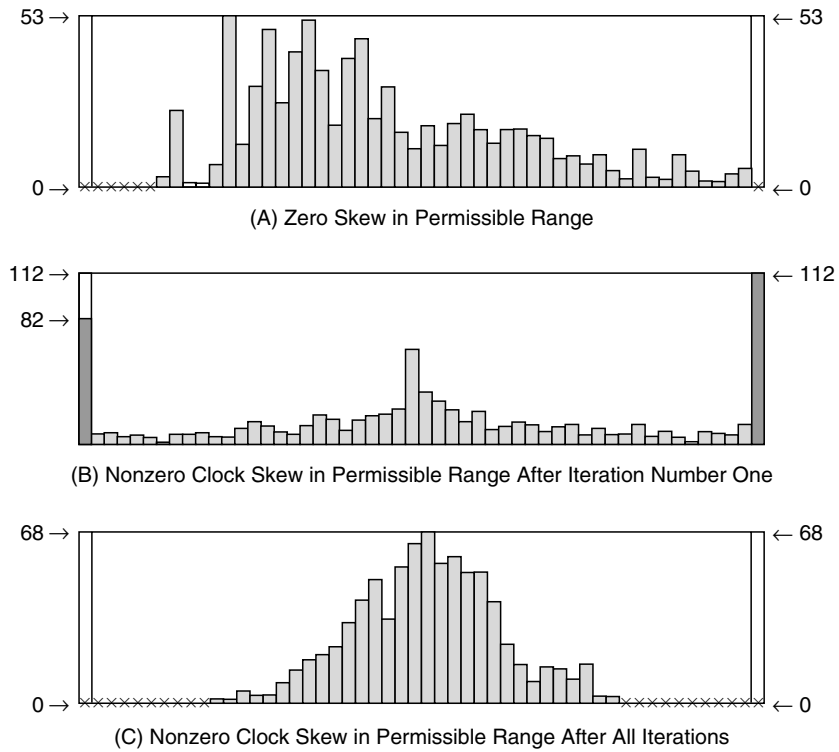 53 → ← 53
0 → ← 0
(A) Zero Skew in Permissible Range
112 → ← 112
82 →
(B) Nonzero Clock Skew in Permissible Range After Iteration Number One
68 → ← 68
0 → ← 0
(C) Nonzero Clock Skew in Permissible Range After All Iterations